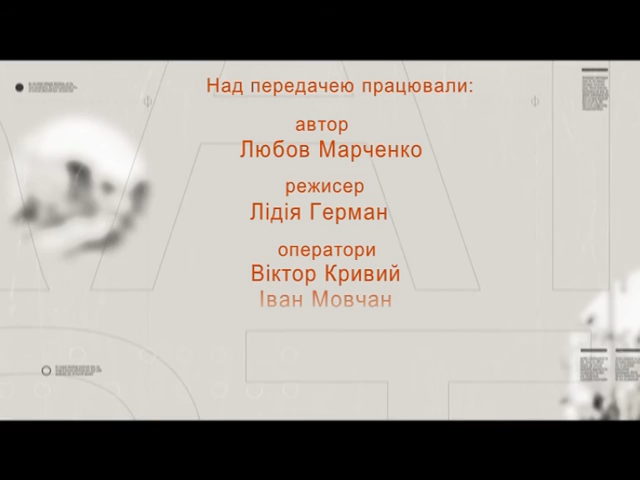 Над передачею працювали:
автор
Любов Марченко
режисер
Лідія Герман
оператори
Віктор Кривий
Іван Мовчан